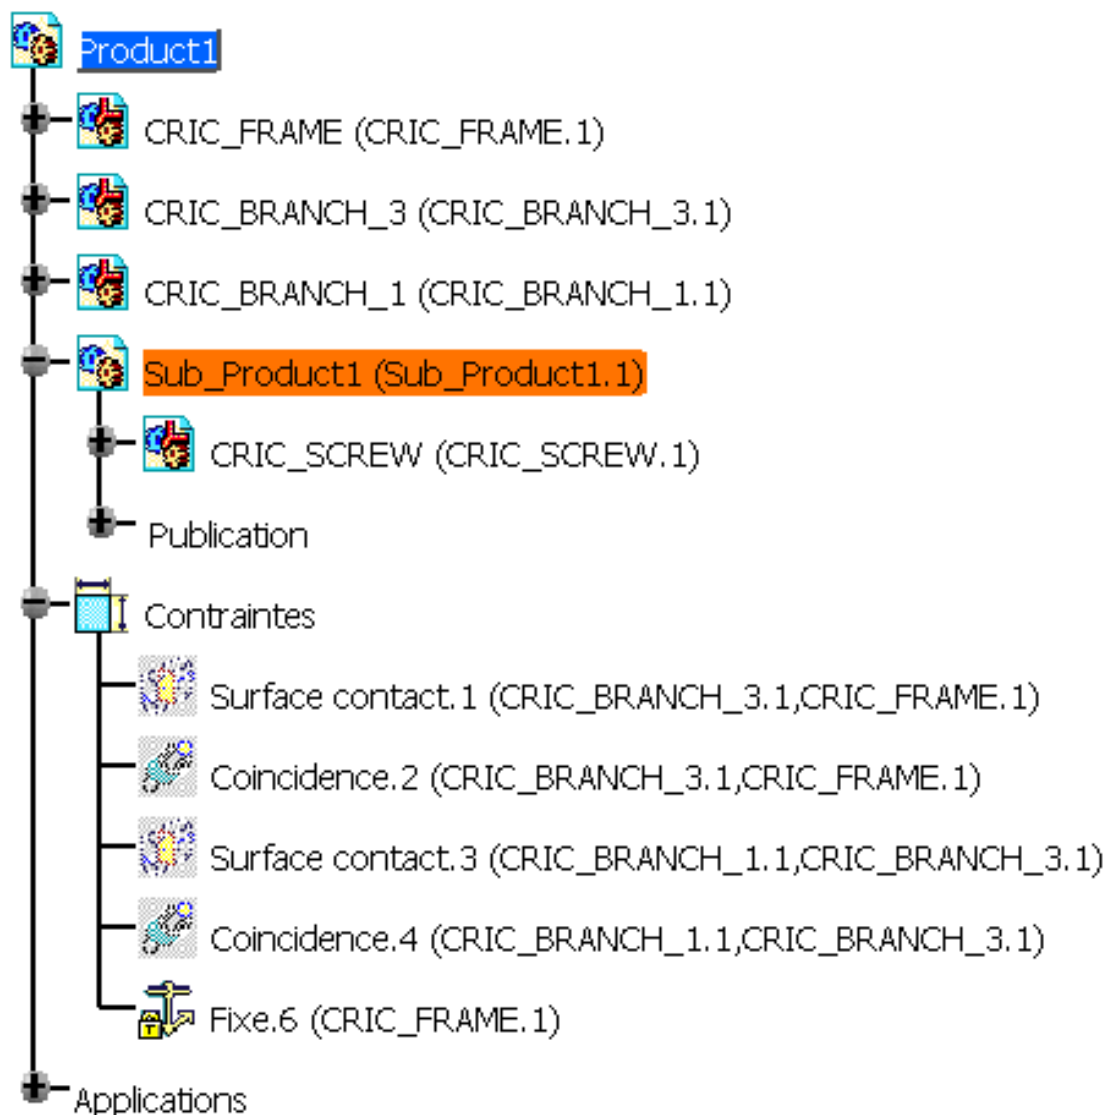 Product1
CRIC_FRAME (CRIC_FRAME.1)
CRIC_BRANCH_3 (CRIC_BRANCH_3.1)
CRIC_BRANCH_1 (CRIC_BRANCH_1.1)
Sub_Product1 (Sub_Product1.1)
CRIC_SCREW (CRIC_SCREW.1)
Publication
Contraintes
Surface contact.1 (CRIC_BRANCH_3.1,CRIC_FRAME.1)
Coincidence.2 (CRIC_BRANCH_3.1,CRIC_FRAME.1)
Surface contact.3 (CRIC_BRANCH_1.1,CRIC_BRANCH_3.1)
Coincidence.4 (CRIC_BRANCH_1.1,CRIC_BRANCH_3.1)
Fixe.6 (CRIC_FRAME.1)
Applications